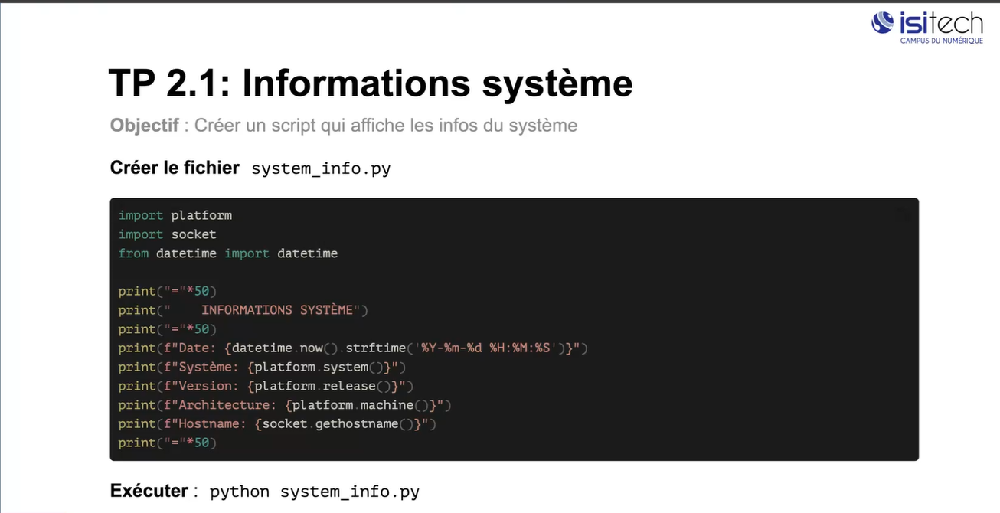 isitech
CAMPUS DU NUMÉRIQUE
TP 2.1: Informations système
Objectif : Créer un script qui affiche les infos du système
Créer le fichier system_info.py
import platform
import socket
from datetime import datetime
print("="*50)
print("    INFORMATIONS SYSTÈME")
print("="*50)
print(f"Date: {datetime.now().strftime('%Y-%m-%d %H:%M:%S')}")
print(f"Système: {platform.system()}")
print(f"Version: {platform.release()}")
print(f"Architecture: {platform.machine()}")
print(f"Hostname: {socket.gethostname()}")
print("="*50)
Exécuter : python system_info.py